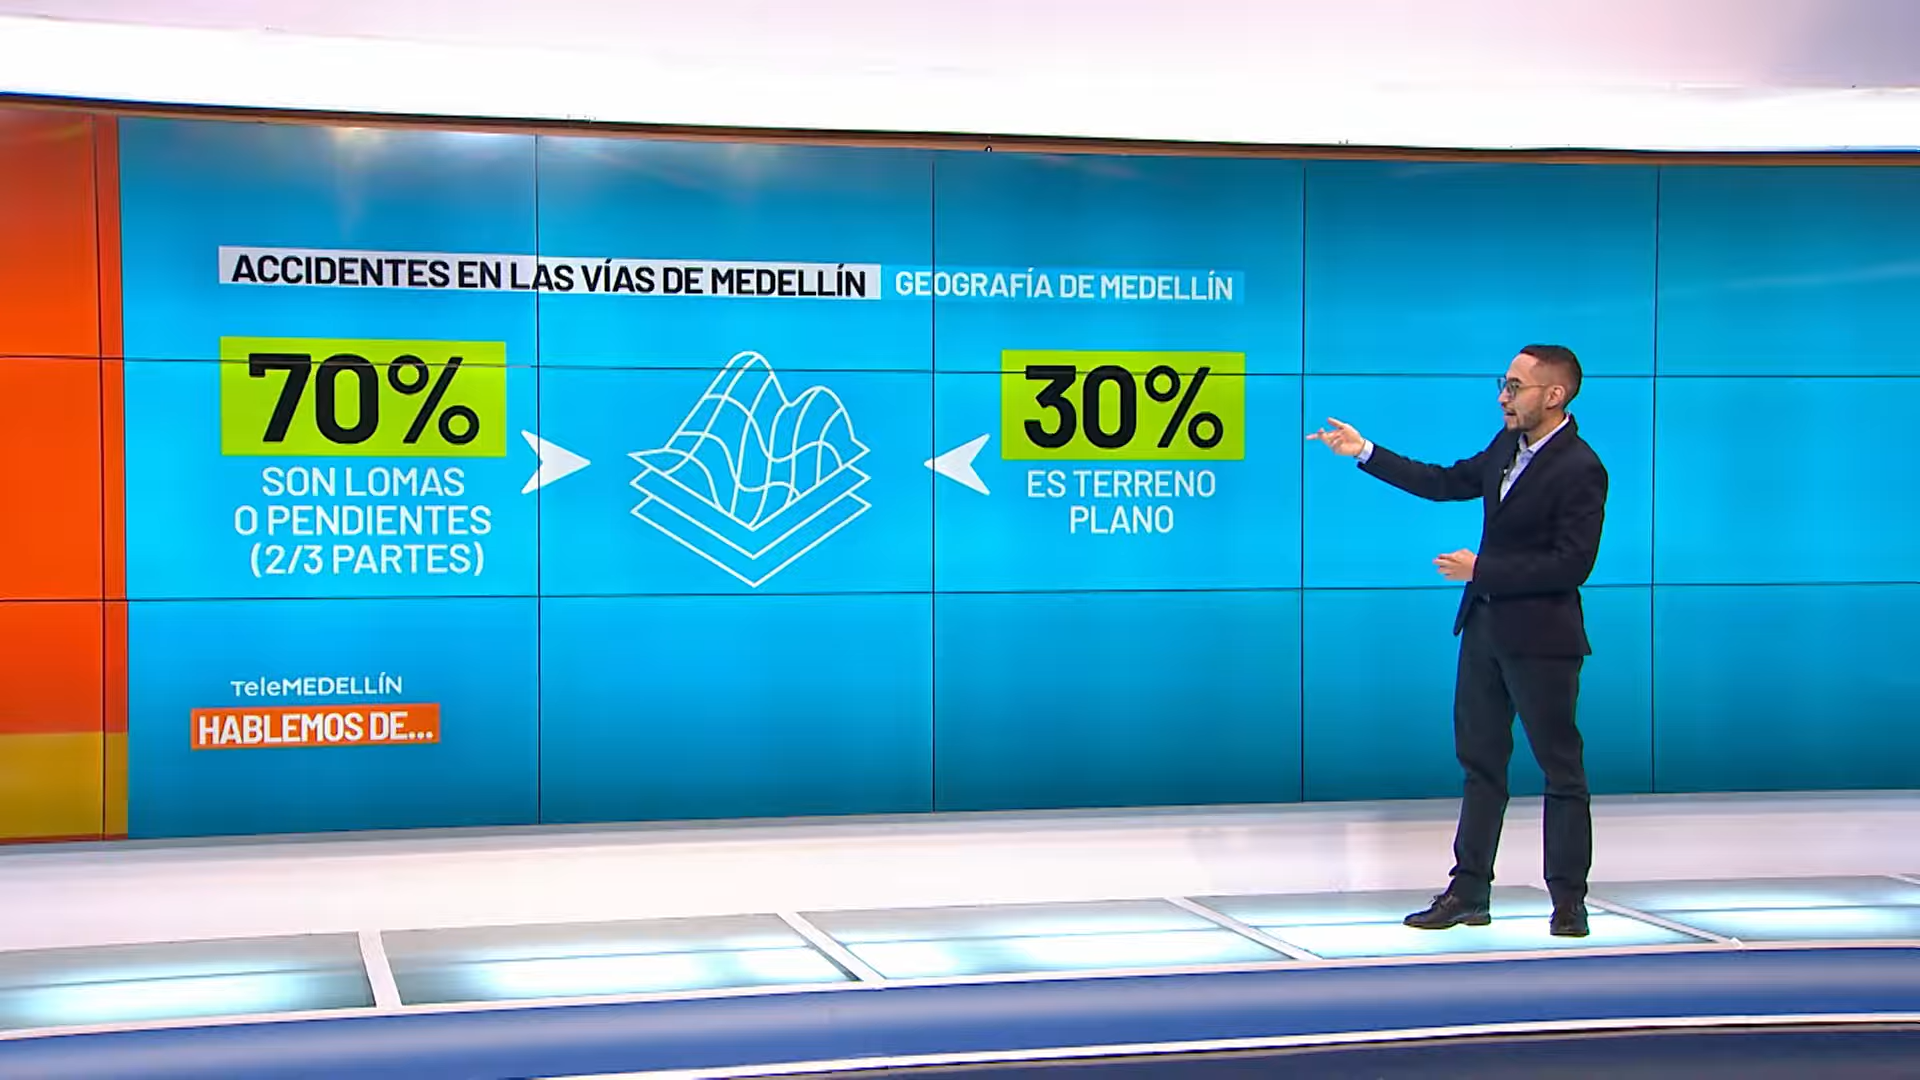 ACCIDENTES EN LAS VÍAS DE MEDELLÍN GEOGRAFÍA DE MEDELLÍN
70%
SON LOMAS
O PENDIENTES
(2/3 PARTES)
30%
ES TERRENO
PLANO
TeleMEDELLÍN
HABLEMOS DE...